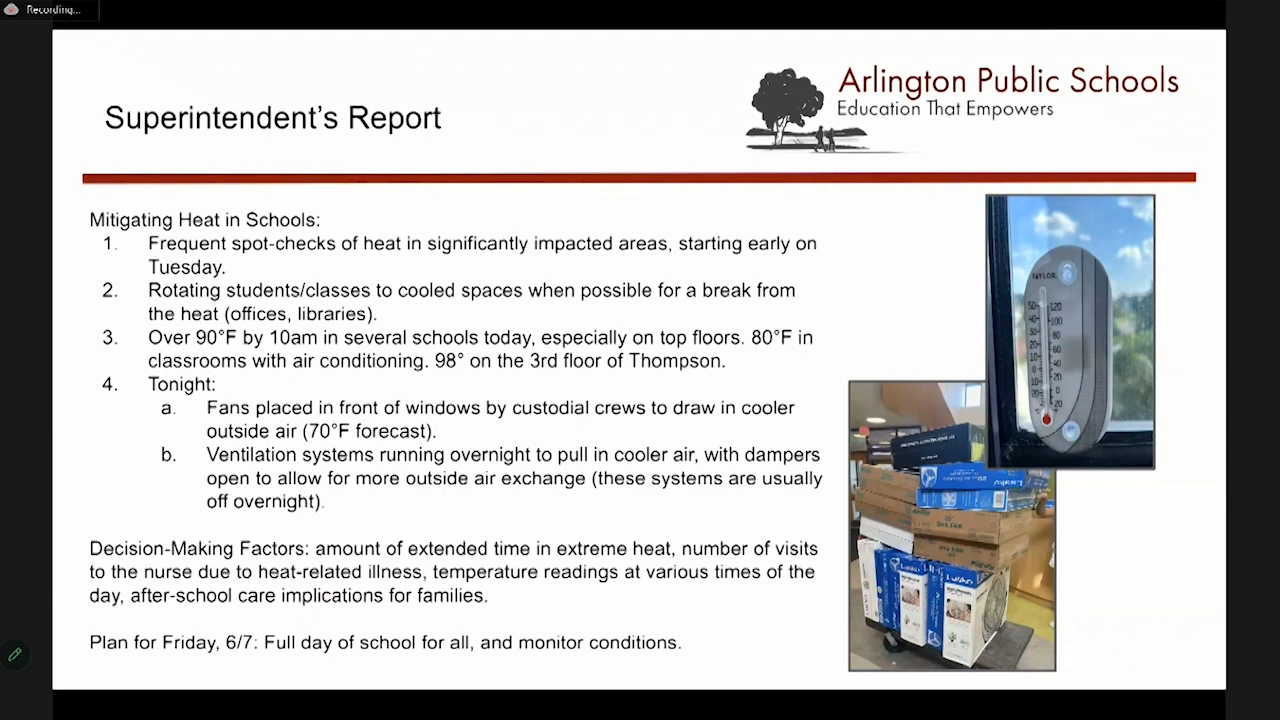 Recording...
Superintendent's Report
Arlington Public Schools
Education That Empowers
Mitigating Heat in Schools:
1. Frequent spot-checks of heat in significantly impacted areas, starting early on
Tuesday.
2. Rotating students/classes to cooled spaces when possible for a break from
the heat (offices, libraries).
3. Over 90°F by 10am in several schools today, especially on top floors. 80°F in
classrooms with air conditioning. 98° on the 3rd floor of Thompson.
4. Tonight:
a. Fans placed in front of windows by custodial crews to draw in cooler
outside air (70°F forecast).
b. Ventilation systems running overnight to pull in cooler air, with dampers
open to allow for more outside air exchange (these systems are usually
off overnight).
Decision-Making Factors: amount of extended time in extreme heat, number of visits
to the nurse due to heat-related illness, temperature readings at various times of the
day, after-school care implications for families.
Plan for Friday, 6/7: Full day of school for all, and monitor conditions.
TAYLOR
50 120
40 100
30 80
20 60
10 40
0 20
10 0
20 20
Lasko
Lasko
Lasko